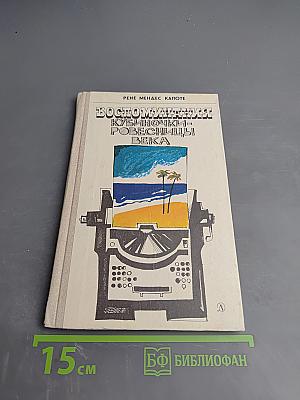 РЕНЕ МЕНДЕС КАПОТЕ
ВОСПОМИНАНИЯ
КУБИНОЧКИ-
РОВЕСНИЦЫ
ВЕКА
Д
15 см
БФ БИБЛИОФАН